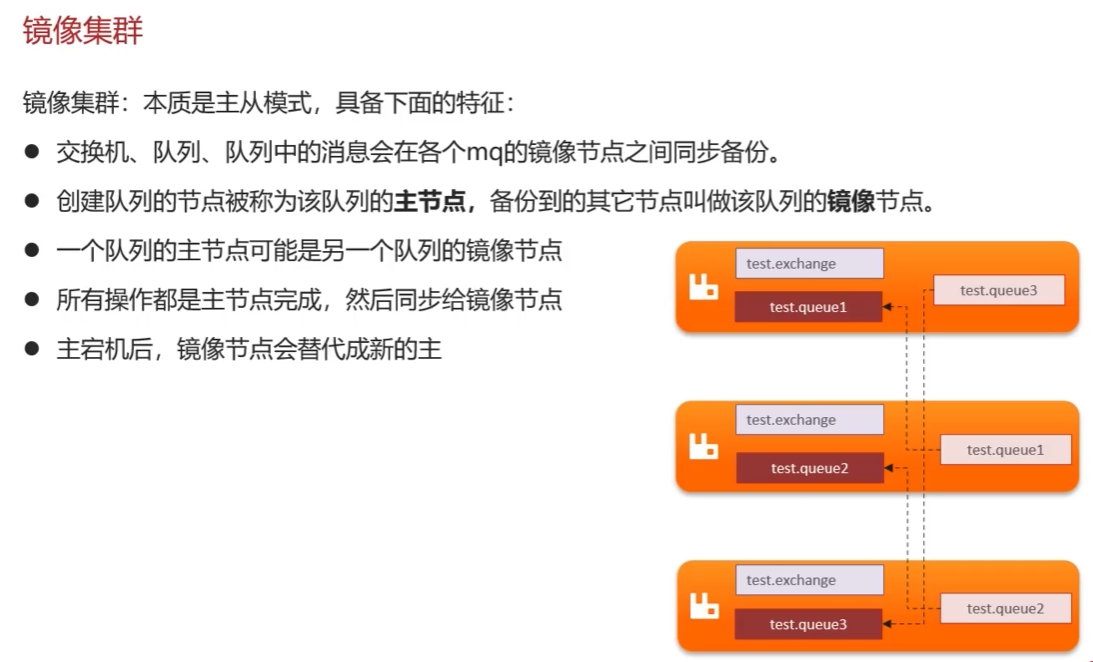 镜像集群
镜像集群：本质是主从模式，具备下面的特征：
● 交换机、队列、队列中的消息会在各个mq的镜像节点之间同步备份。
● 创建队列的节点被称为该队列的主节点，备份到的其它节点叫做该队列的镜像节点。
● 一个队列的主节点可能是另一个队列的镜像节点
● 所有操作都是主节点完成，然后同步给镜像节点
● 主宕机后，镜像节点会替代成新的主
test.exchange
test.queue1
test.queue3
test.exchange
test.queue2
test.queue1
test.exchange
test.queue3
test.queue2